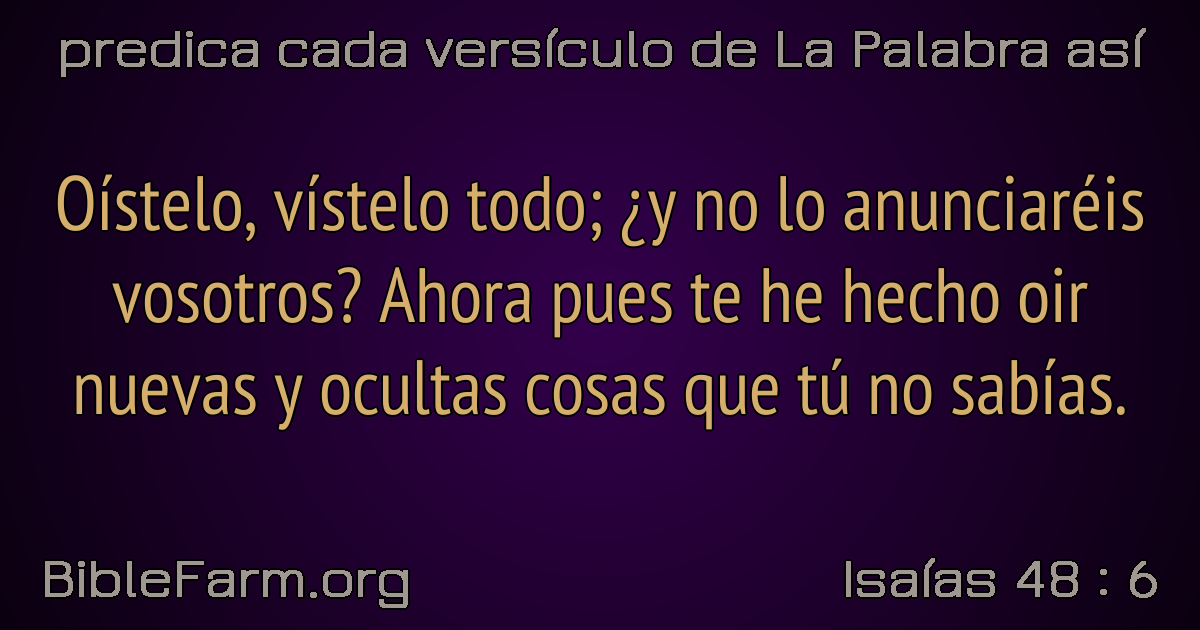 predica cada versículo de La Palabra así
Oístelo, vístelo todo; ¿y no lo anunciaréis
vosotros? Ahora pues te he hecho oir
nuevas y ocultas cosas que tú no sabías.
BibleFarm.org
Isaías 48 : 6